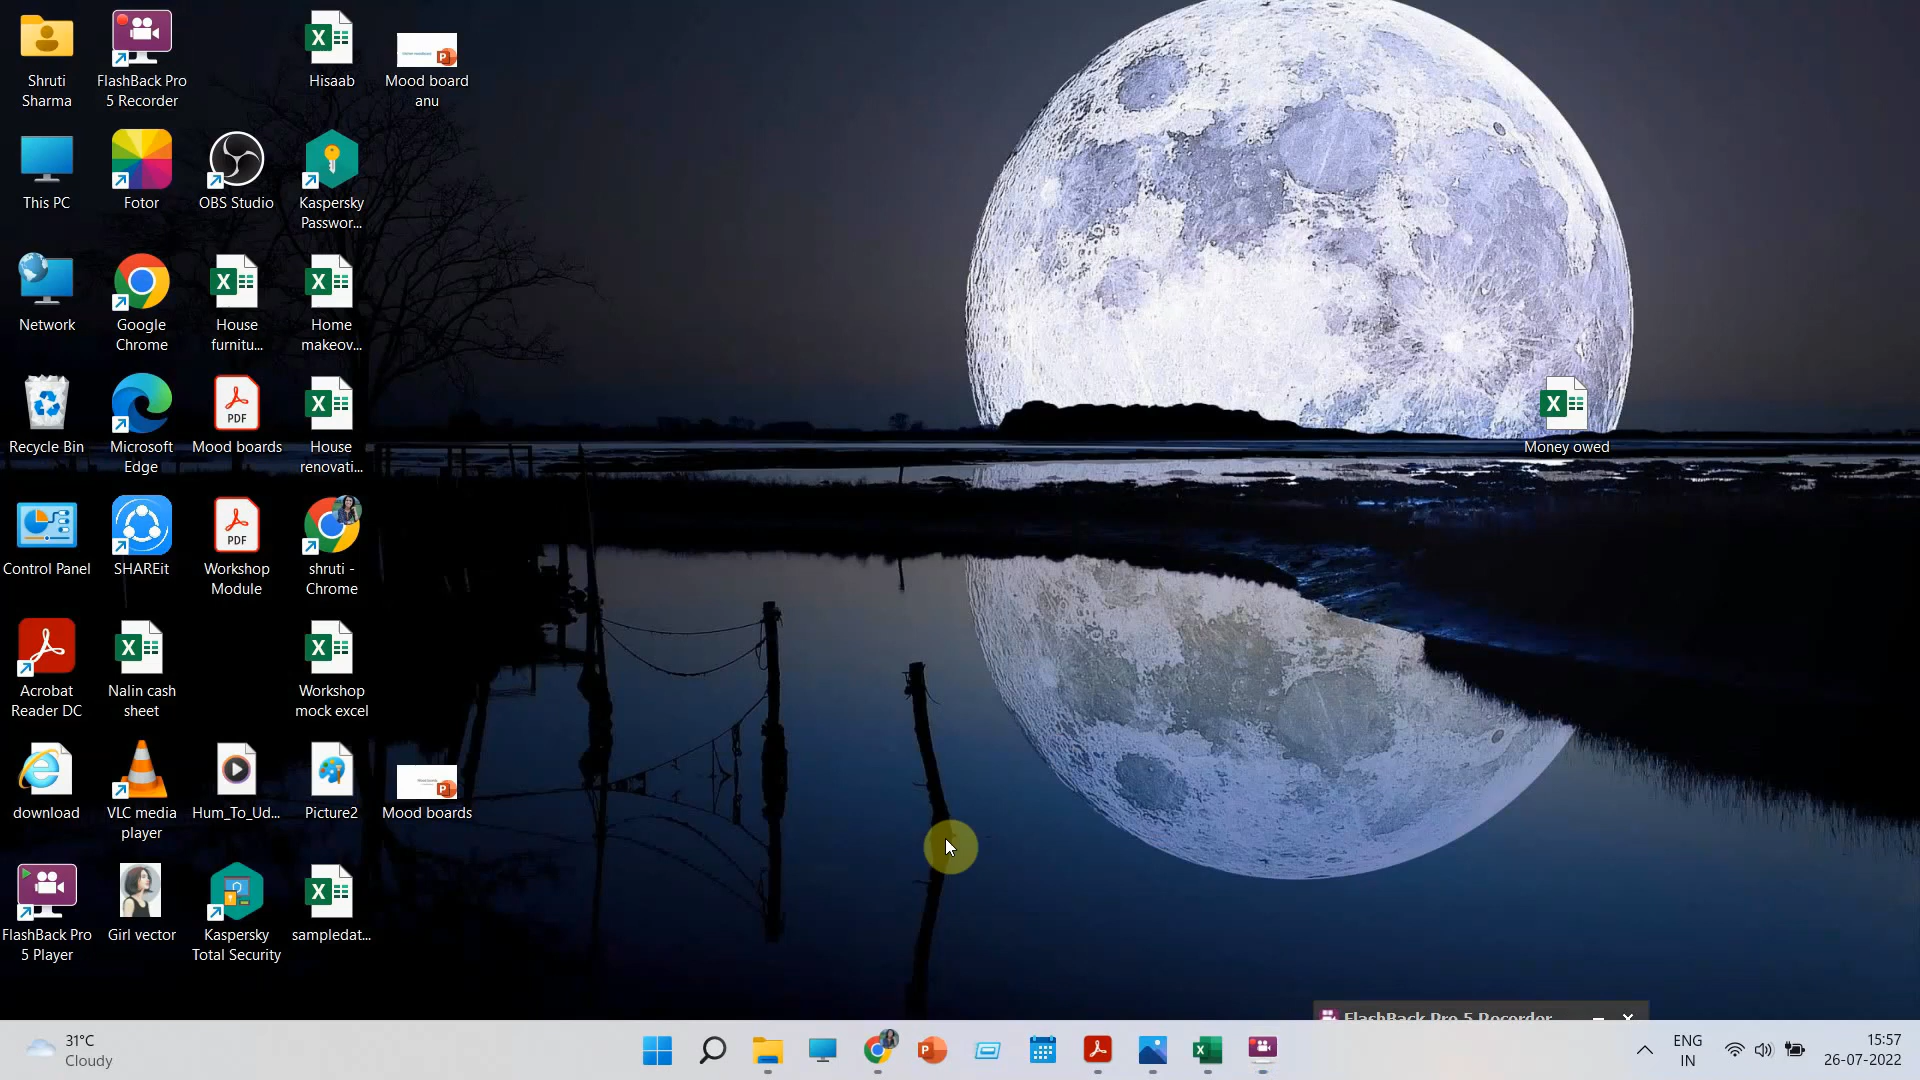 Shruti
Sharma
FlashBack Pro
5 Recorder
Hisaab
Mood board
anu
This PC
Fotor
OBS Studio
Kaspersky
Passwor...
Network
Google
Chrome
House
furnitu...
Home
makeov...
Recycle Bin
Microsoft
Edge
PDF
Mood boards
House
renovati...
Money owed
Control Panel
SHAREit
PDF
Workshop
Module
shruti -
Chrome
Acrobat
Reader DC
Nalin cash
sheet
Workshop
mock excel
download
VLC media
player
Hum_To_Ud...
Picture2
Mood boards
FlashBack Pro
5 Player
Girl vector
Kaspersky
Total Security
sampledat...
FlashBack Pro 5 Recorder
31°C
Cloudy
ENG
IN
15:57
26-07-2022